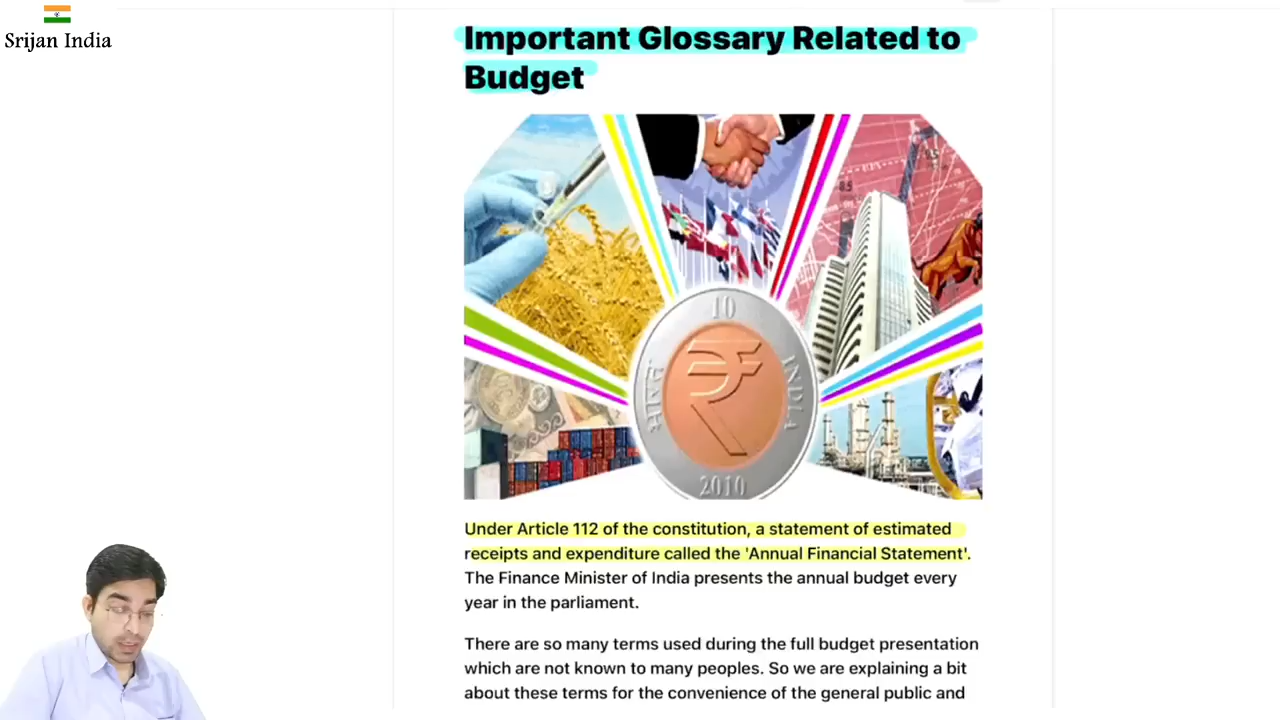 Srijan India
Important Glossary Related to
Budget
10
INDIA
2010
Under Article 112 of the constitution, a statement of estimated
receipts and expenditure called the 'Annual Financial Statement'.
The Finance Minister of India presents the annual budget every
year in the parliament.
There are so many terms used during the full budget presentation
which are not known to many peoples. So we are explaining a bit
about these terms for the convenience of the general public and